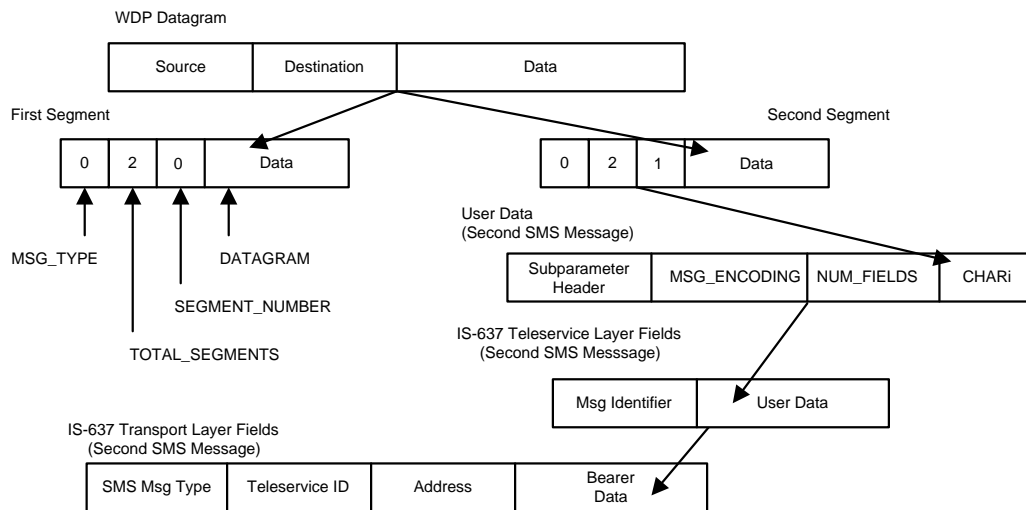 WDP Datagram
Source Destination Data
First Segment
Second Segment
0 2 0 Data
0 2 1 Data
MSG_TYPE
DATAGRAM
SEGMENT_NUMBER
TOTAL_SEGMENTS
User Data
(Second SMS Message)
Subparameter
Header
MSG_ENCODING NUM_FIELDS CHARi
IS-637 Teleservice Layer Fields
(Second SMS Messsage)
Msg Identifier User Data
IS-637 Transport Layer Fields
(Second SMS Message)
SMS Msg Type Teleservice ID Address
Bearer
Data